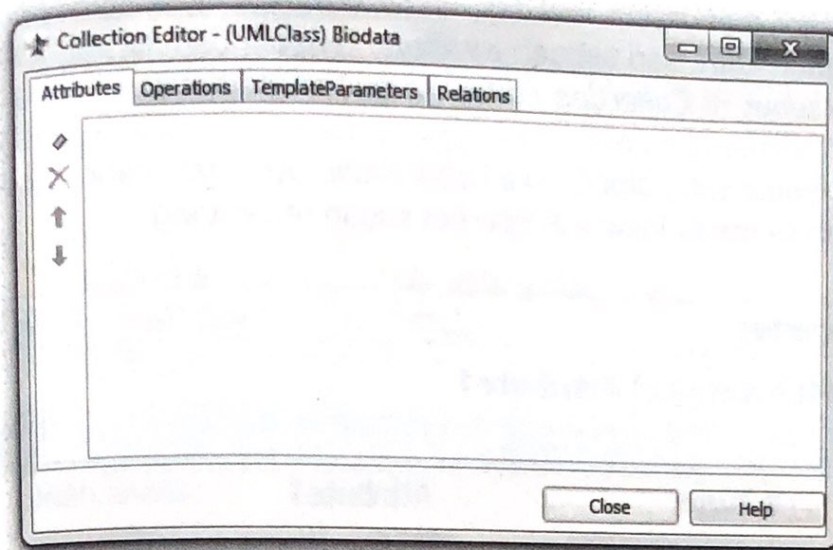 Collection Editor - (UMLClass) Biodata
Attributes Operations TemplateParameters Relations
Close Help